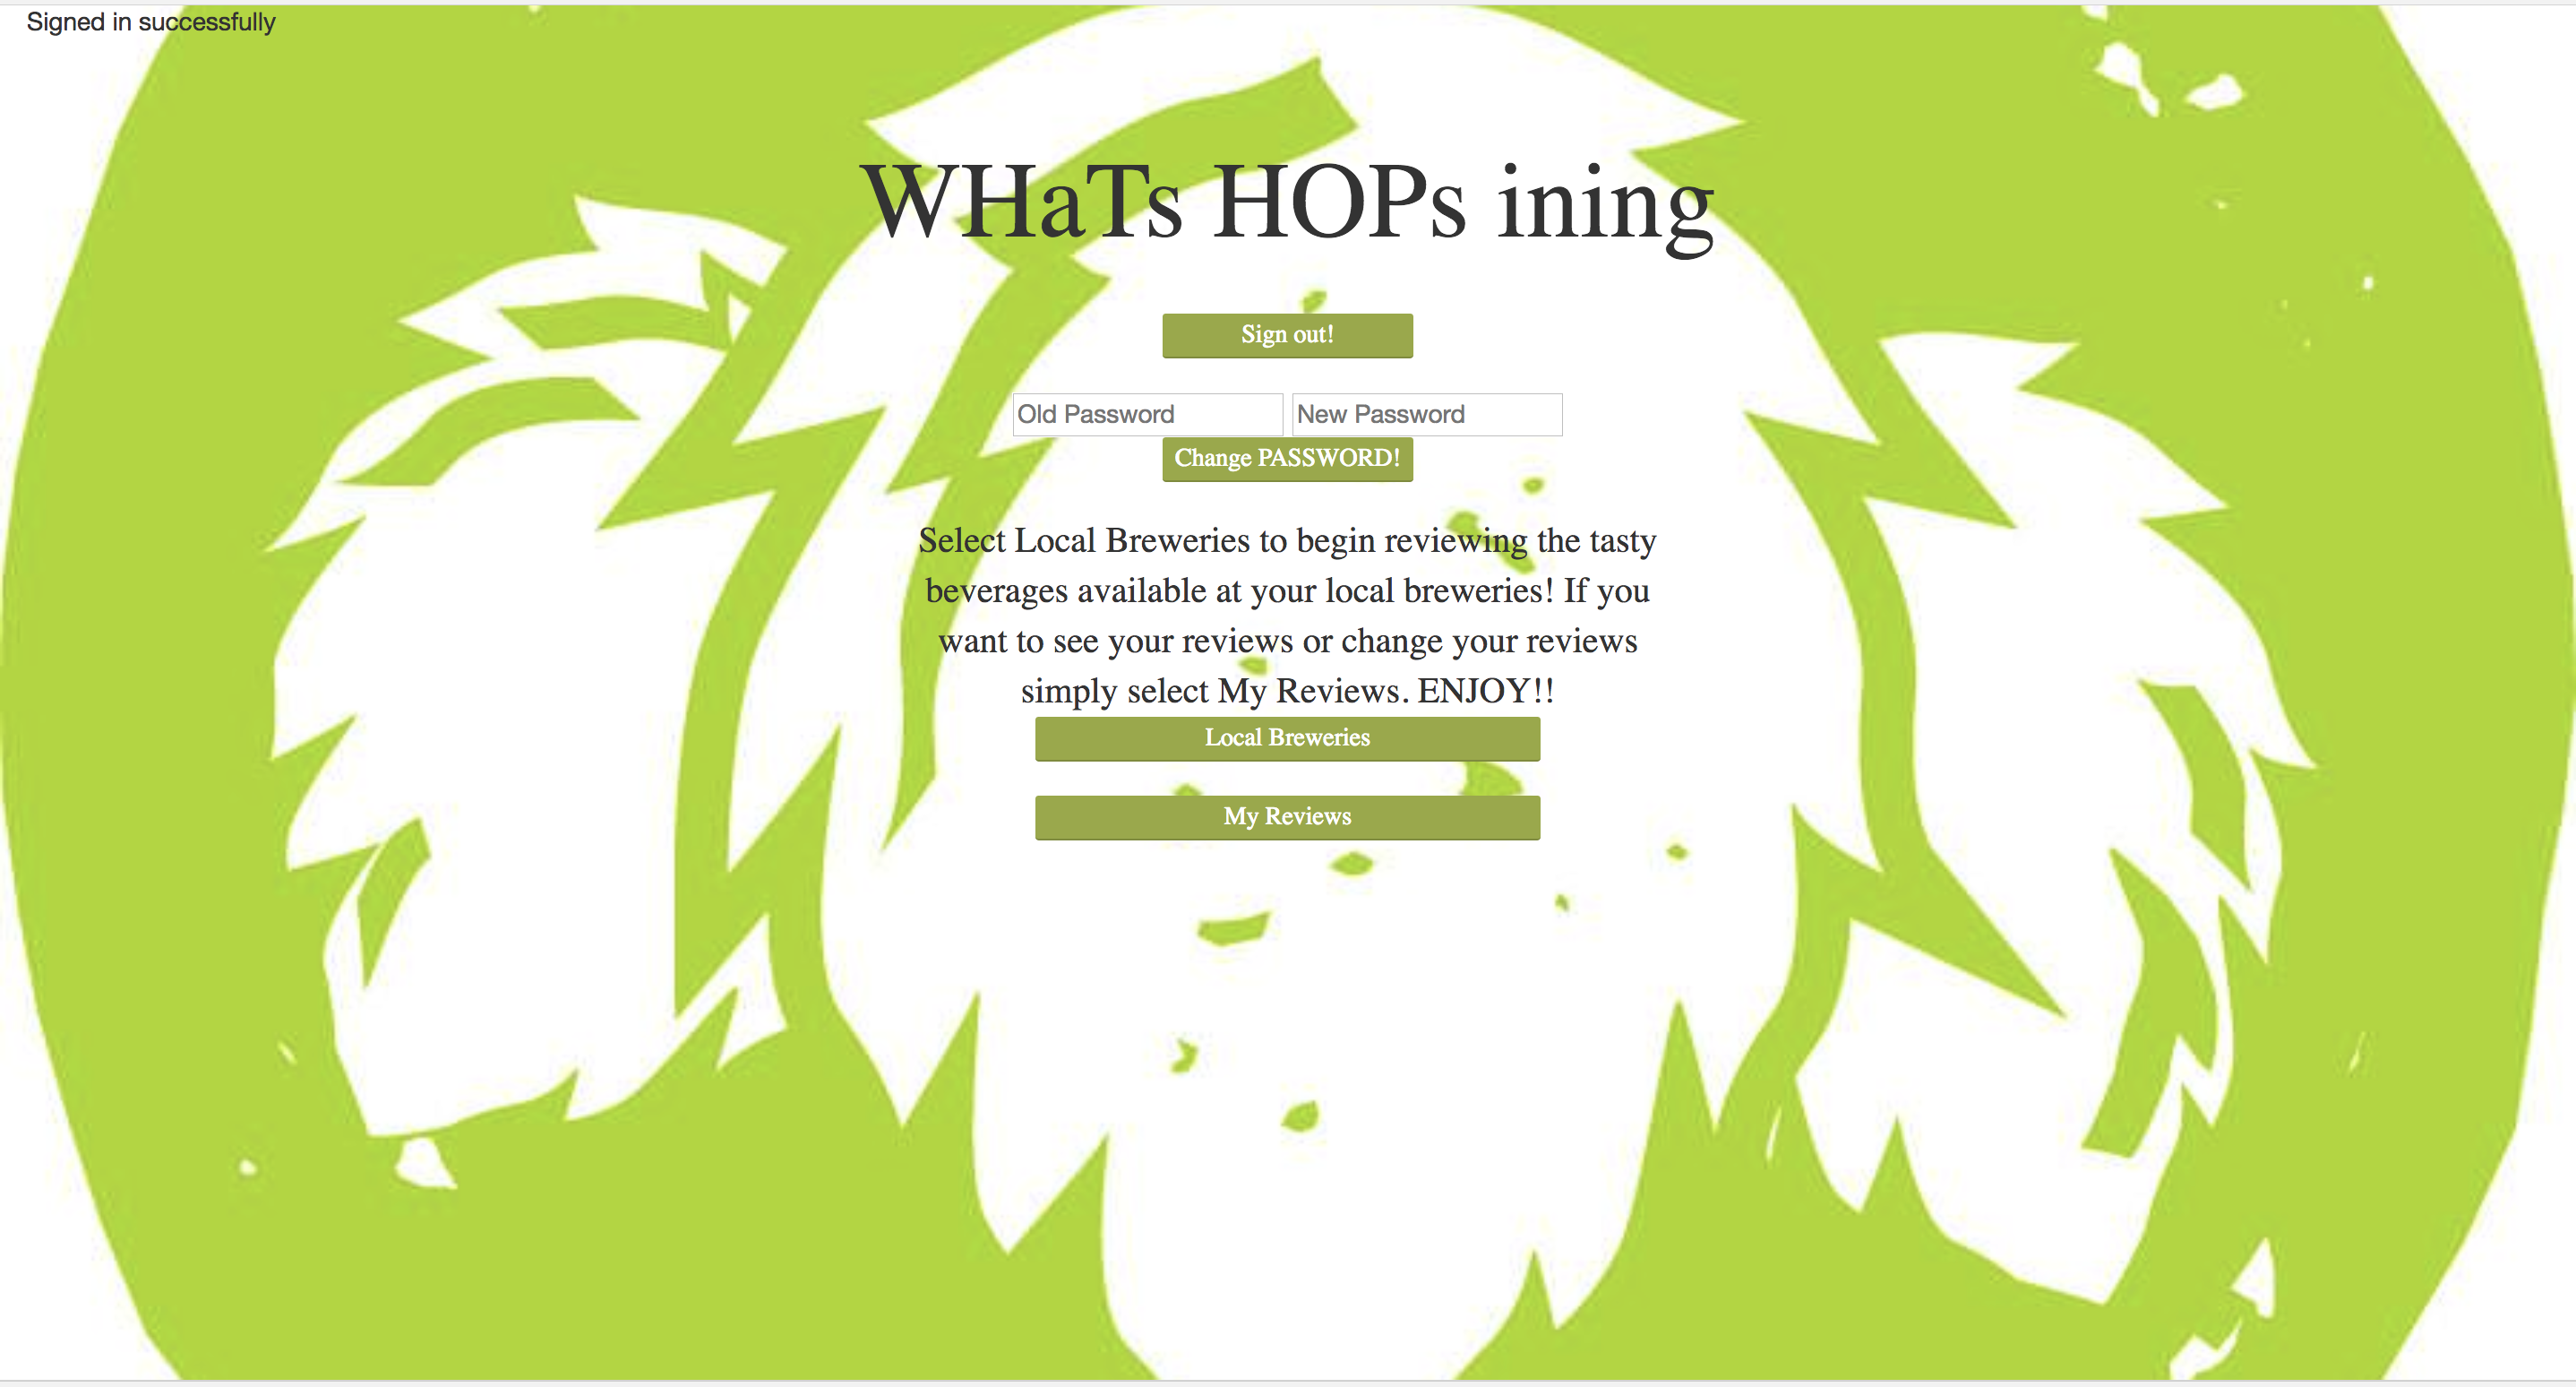 Signed in successfully
WHaTs HOPs ining
Sign out!
Old Password New Password
Change PASSWORD!
Select Local Breweries to begin reviewing the tasty
beverages available at your local breweries! If you
want to see your reviews or change your reviews
simply select My Reviews. ENJOY!!
Local Breweries
My Reviews